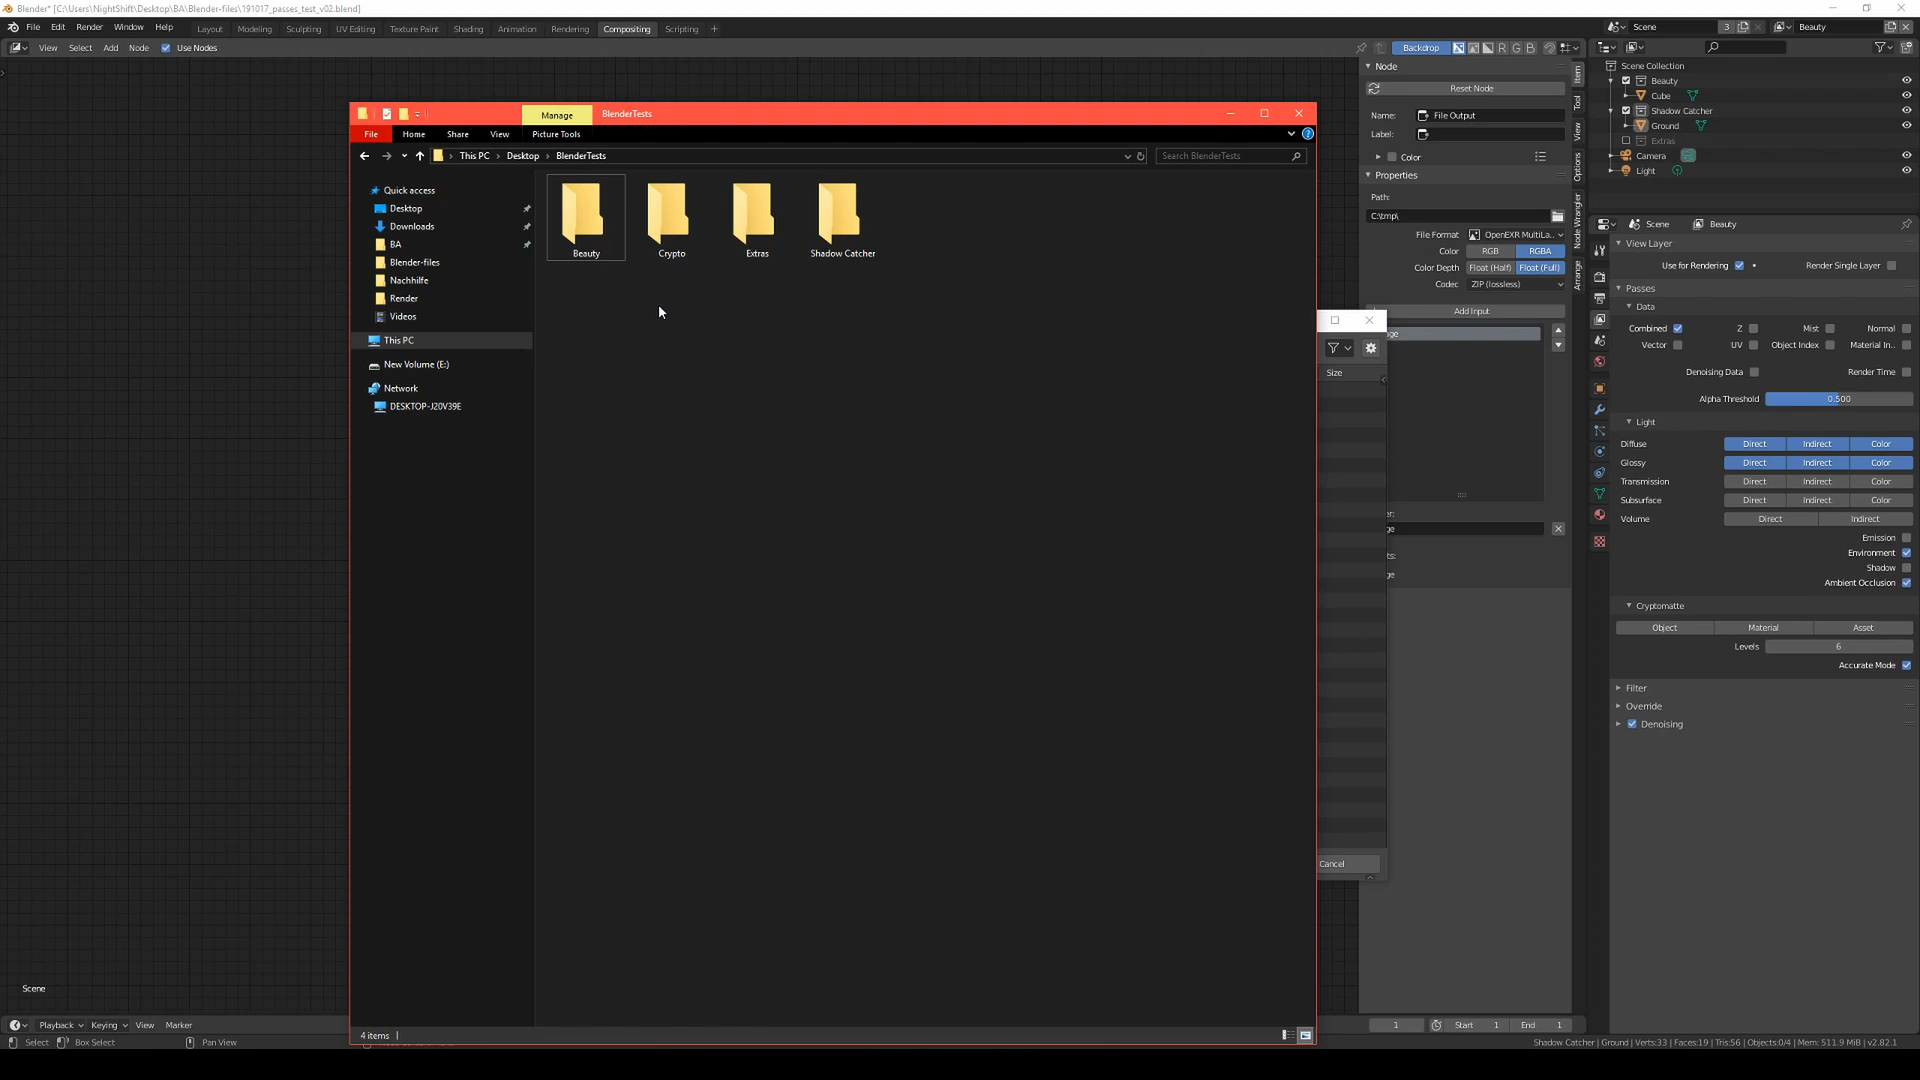 Blender* [C:\Users\NightShift\Desktop\BA\Blender-files\191017_passes_test_v02.blend]
File Edit Render Window Help
Layout Modeling Sculpting UV Editing Texture Paint Shading Animation Rendering Compositing Scripting +
Scene 3 Beauty
View Select Add Node Use Nodes
Backdrop R G B
Scene Collection
Beauty
Cube
Shadow Catcher
Ground
Extras
Camera
Light
Node
Reset Node
Name: File Output
Label:
Color
Properties
Path:
C:\tmp\
File Format OpenEXR MultiLa..
Color RGB RGBA
Color Depth Float (Half) Float (Full)
Codec ZIP (lossless)
Add Input
Item
Tool
View
Options
Node Wrangler
Arrange
Manage BlenderTests
File Home Share View Picture Tools
This PC Desktop BlenderTests
Search BlenderTests
Quick access
Desktop
Downloads
BA
Blender-files
Nachhilfe
Render
Videos
This PC
New Volume (E:)
Network
DESKTOP-J20V39E
Beauty Crypto Extras Shadow Catcher
4 items
Size
Cancel
Scene Beauty
View Layer
Use for Rendering Render Single Layer
Passes
Data
Combined Z Mist Normal
Vector UV Object Index Material In..
Denoising Data Render Time
Alpha Threshold 0.500
Light
Diffuse Direct Indirect Color
Glossy Direct Indirect Color
Transmission Direct Indirect Color
Subsurface Direct Indirect Color
Volume Direct Indirect
Emission
Environment
Shadow
Ambient Occlusion
Cryptomatte
Object Material Asset
Levels 6
Accurate Mode
Filter
Override
Denoising
Scene
Playback Keying View Marker
1 Start 1 End 1
Select Box Select Pan View
Shadow Catcher | Ground | Verts:33 | Faces:19 | Tris:56 | Objects:0/4 | Mem: 511.9 MiB | v2.82.1